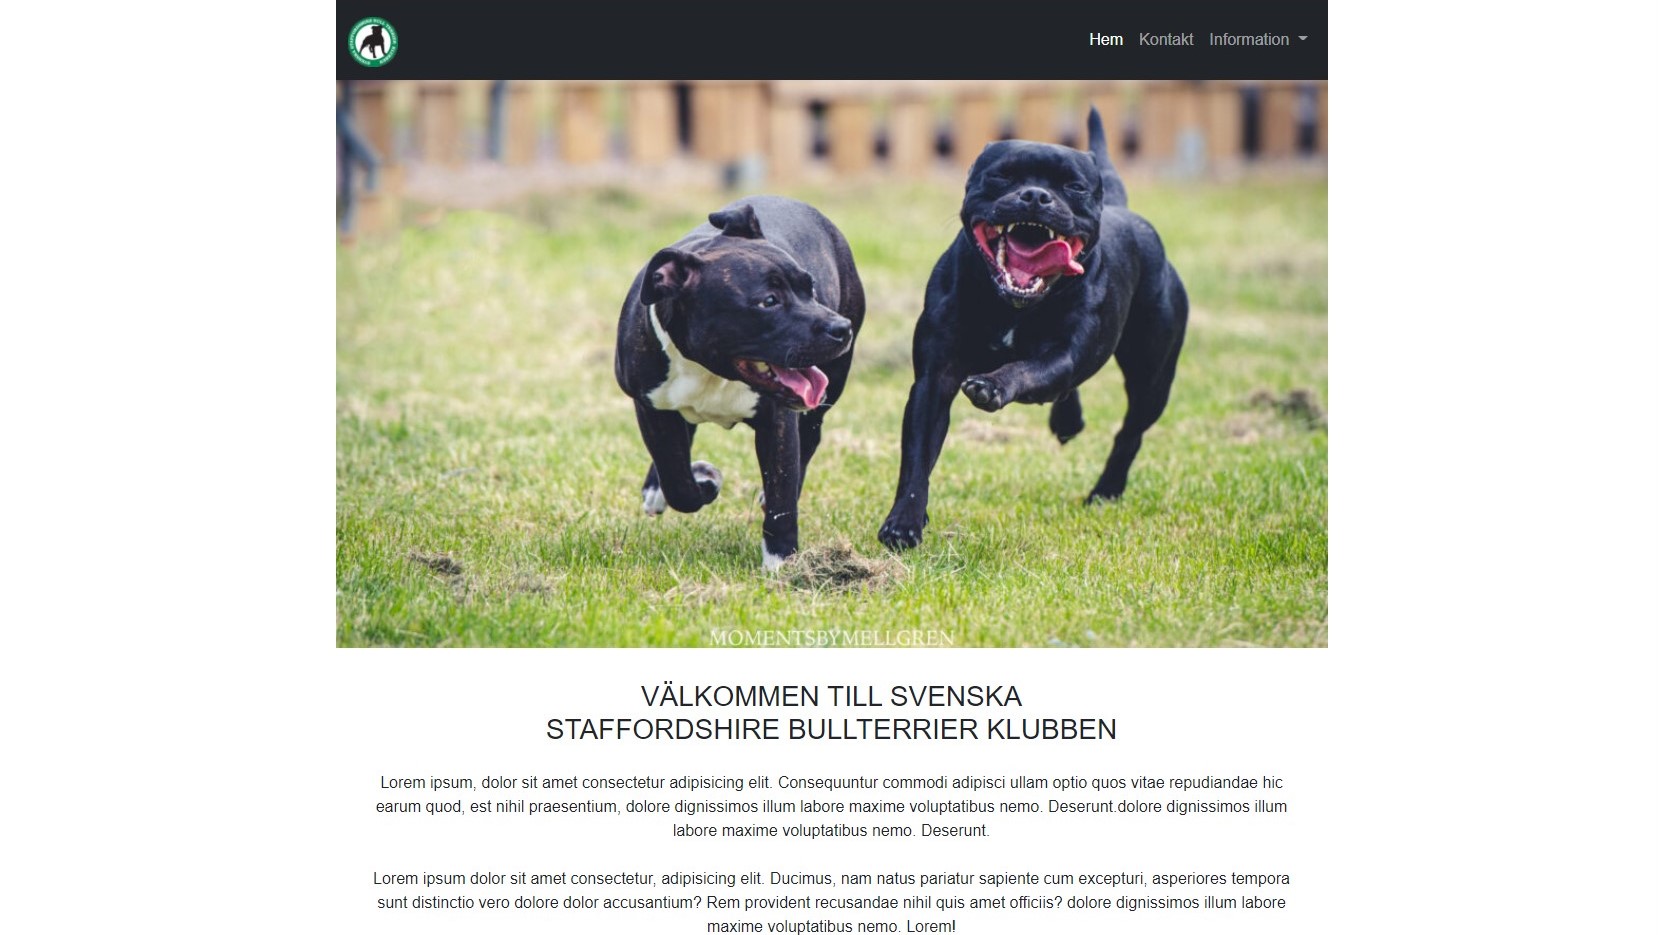 Hem Kontakt Information
MOMENTSBYMELLGREN
VÄLKOMMEN TILL SVENSKA
STAFFORDSHIRE BULLTERRIER KLUBBEN
Lorem ipsum, dolor sit amet consectetur adipisicing elit. Consequuntur commodi adipisci ullam optio quos vitae repudiandae hic
earum quod, est nihil praesentium, dolore dignissimos illum labore maxime voluptatibus nemo. Deserunt.dolore dignissimos illum
labore maxime voluptatibus nemo. Deserunt.
Lorem ipsum dolor sit amet consectetur, adipisicing elit. Ducimus, nam natus pariatur sapiente cum excepturi, asperiores tempora
sunt distinctio vero dolore dolor accusantium? Rem provident recusandae nihil quis amet officiis? dolore dignissimos illum labore
maxime voluptatibus nemo. Lorem!